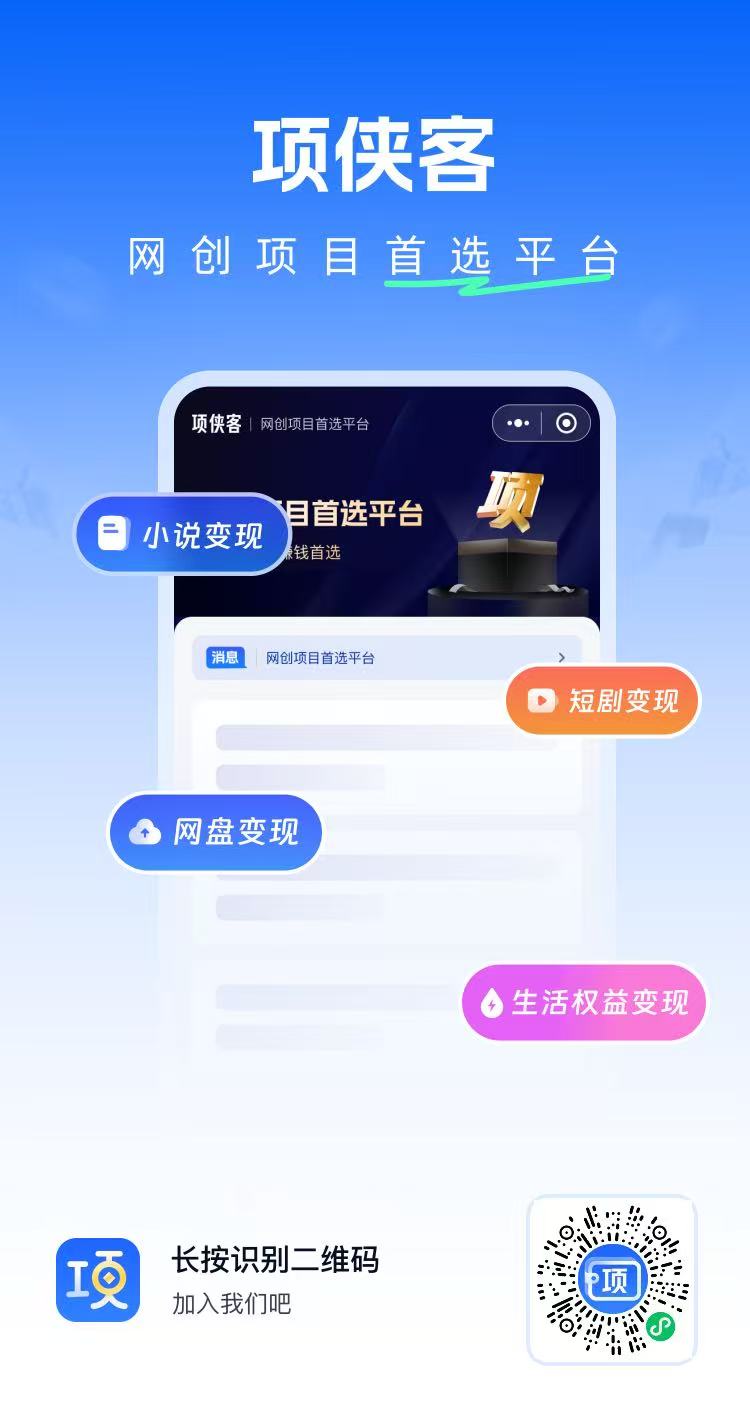 项侠客
网创项目首选平台
项侠客 | 网创项目首选平台
目首选平台
项
赚钱首选
小说变现
消息 | 网创项目首选平台
短剧变现
网盘变现
生活权益变现
项
长按识别二维码
加入我们吧
项